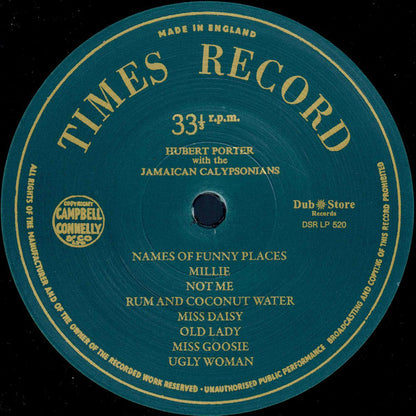 MADE IN ENGLAND
TIMES RECORD
33⅓ r.p.m.
HUBERT PORTER
with the
JAMAICAN CALYPSONIANS
COPYRIGHT
CAMPBELL
CONNELLY
& CO
Dub Store
Records
DSR LP 520
NAMES OF FUNNY PLACES
MILLIE
NOT ME
RUM AND COCONUT WATER
MISS DAISY
OLD LADY
MISS GOOSIE
UGLY WOMAN
ALL RIGHTS OF THE MANUFACTURER AND OF THE OWNER OF THE RECORDED WORK RESERVED · UNAUTHORISED PUBLIC PERFORMANCE BROADCASTING AND COPYING OF THIS RECORD PROHIBITED